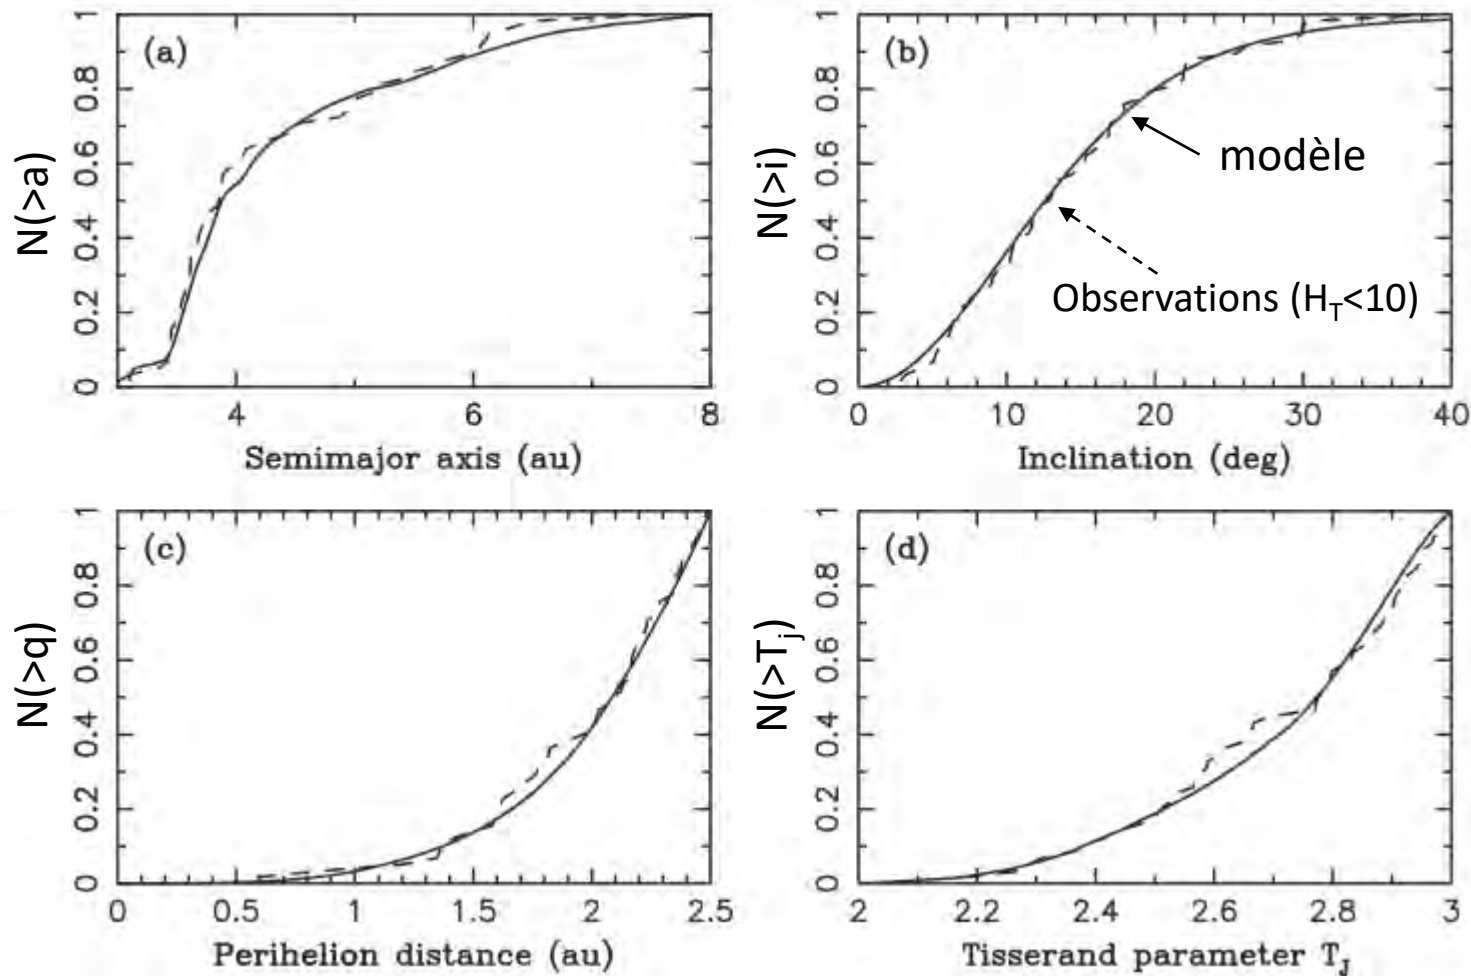 (a)
N(>a)
0 0.2 0.4 0.6 0.8 1
4 6 8
Semimajor axis (au)
(b)
N(>i)
0 0.2 0.4 0.6 0.8 1
modèle
Observations (H_T<10)
0 10 20 30 40
Inclination (deg)
(c)
N(>q)
0 0.2 0.4 0.6 0.8 1
0 0.5 1 1.5 2 2.5
Perihelion distance (au)
(d)
N(>T_j)
0 0.2 0.4 0.6 0.8 1
2 2.2 2.4 2.6 2.8 3
Tisserand parameter T_J